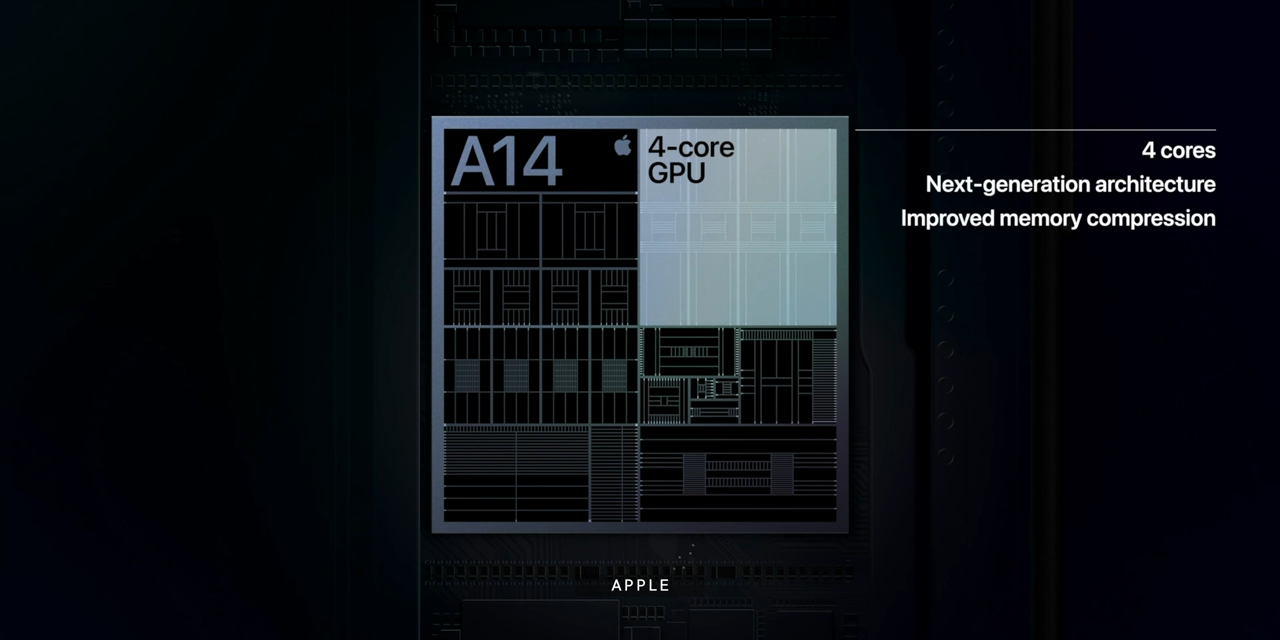 A14
4-core
GPU
4 cores
Next-generation architecture
Improved memory compression
APPLE